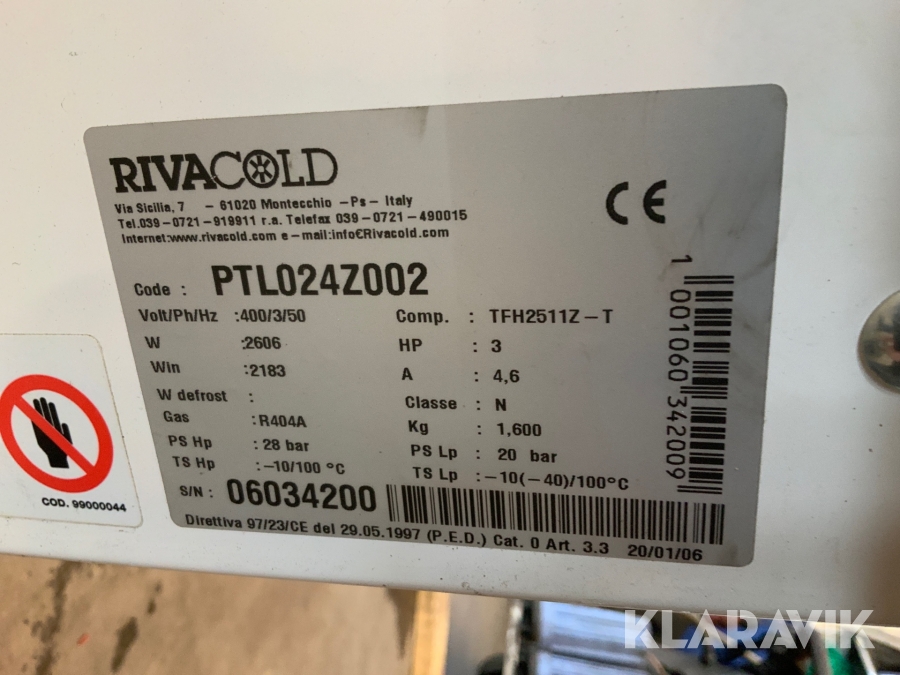 RIVACOLD
Via Sicilia, 7 - 61020 Montecchio -Ps- Italy
Tel.039-0721-919911 r.a. Telefax 039-0721-490015
Internet:www.rivacold.com e-mail:info€Rivacold.com
CE
Code : PTL024Z002
Volt/Ph/Hz :400/3/50 Comp. : TFH2511Z-T
W :2606 HP : 3
Win :2183 A : 4,6
W defrost : Classe : N
Gas :R404A Kg : 1,600
PS Hp :28 bar PS Lp : 20 bar
TS Hp :-10/100 °C TS Lp :-10(-40)/100°C
S/N : 06034200
Direttiva 97/23/CE del 29.05.1997 (P.E.D.) Cat. 0 Art. 3.3 20/01/06
1 001060 342009
COD. 99000044
KLARAVIK